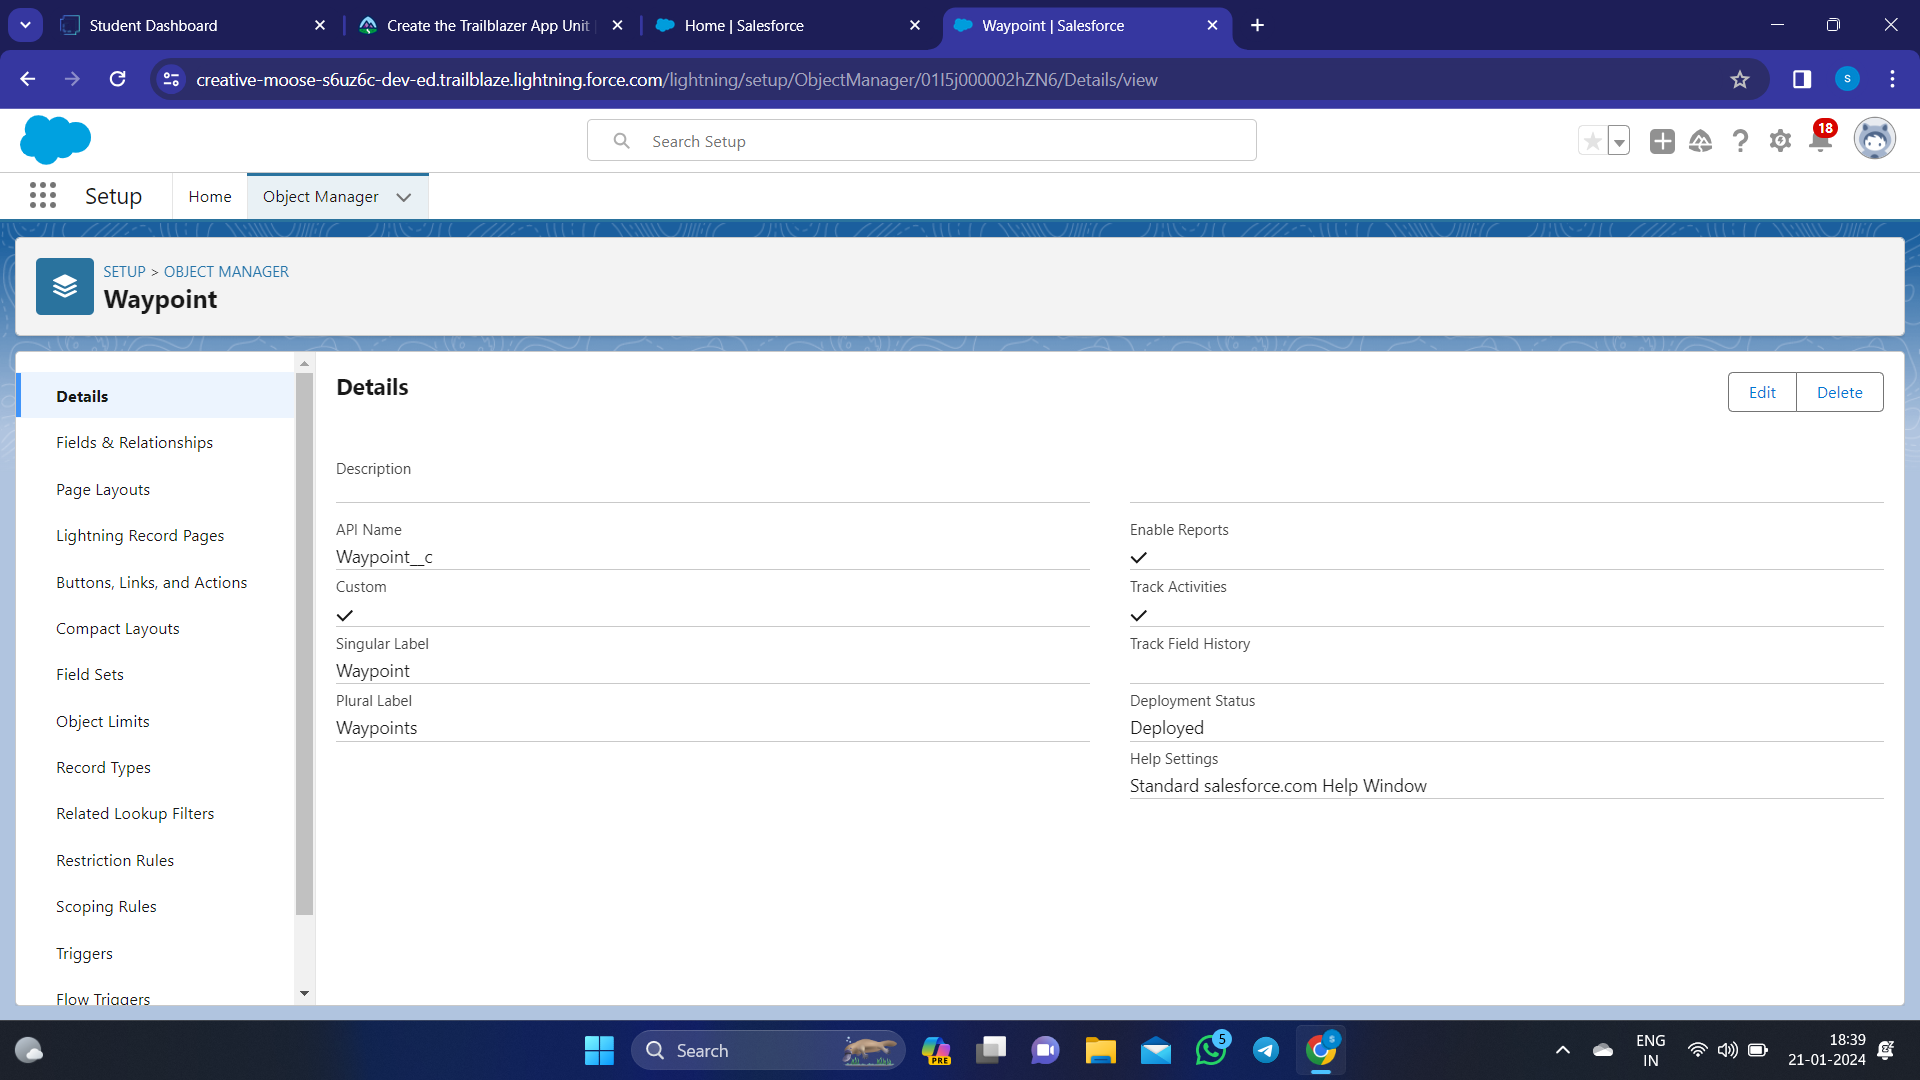 Student Dashboard
Create the Trailblazer App Unit
Home | Salesforce
Waypoint | Salesforce
creative-moose-s6uz6c-dev-ed.trailblaze.lightning.force.com/lightning/setup/ObjectManager/01I5j000002hZN6/Details/view
S
Search Setup
18
Setup
Home
Object Manager
SETUP > OBJECT MANAGER
Waypoint
Details
Fields & Relationships
Page Layouts
Lightning Record Pages
Buttons, Links, and Actions
Compact Layouts
Field Sets
Object Limits
Record Types
Related Lookup Filters
Restriction Rules
Scoping Rules
Triggers
Flow Triggers
Details
Edit
Delete
Description
API Name
Waypoint__c
Custom
Singular Label
Waypoint
Plural Label
Waypoints
Enable Reports
Track Activities
Track Field History
Deployment Status
Deployed
Help Settings
Standard salesforce.com Help Window
Search
PRE
5
S
ENG
IN
18:39
21-01-2024